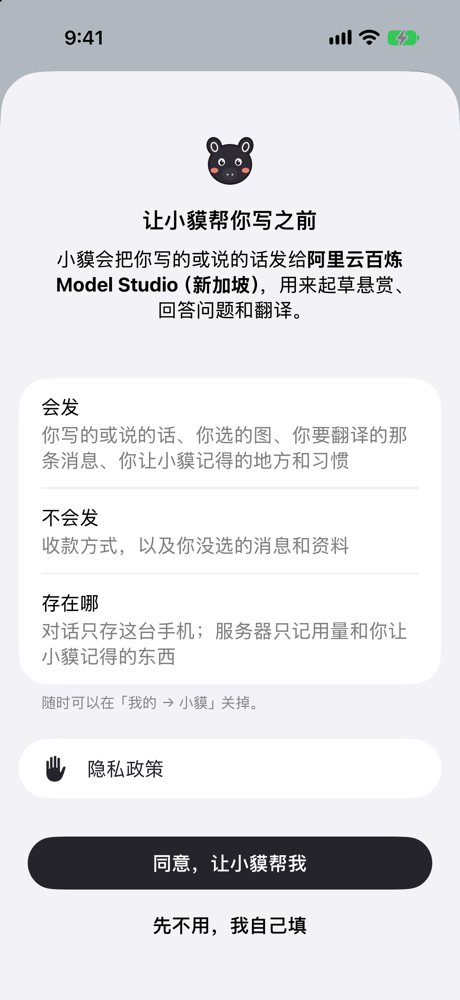 9:41
让小貘帮你写之前
小貘会把你写的或说的话发给阿里云百炼
Model Studio (新加坡)，用来起草悬赏、
回答问题和翻译。
会发
你写的或说的话、你选的图、你要翻译的那
条消息、你让小貘记得的地方和习惯
不会发
收款方式，以及你没选的消息和资料
存在哪
对话只存这台手机；服务器只记用量和你让
小貘记得的东西
随时可以在「我的 → 小貘」关掉。
隐私政策
同意，让小貘帮我
先不用，我自己填